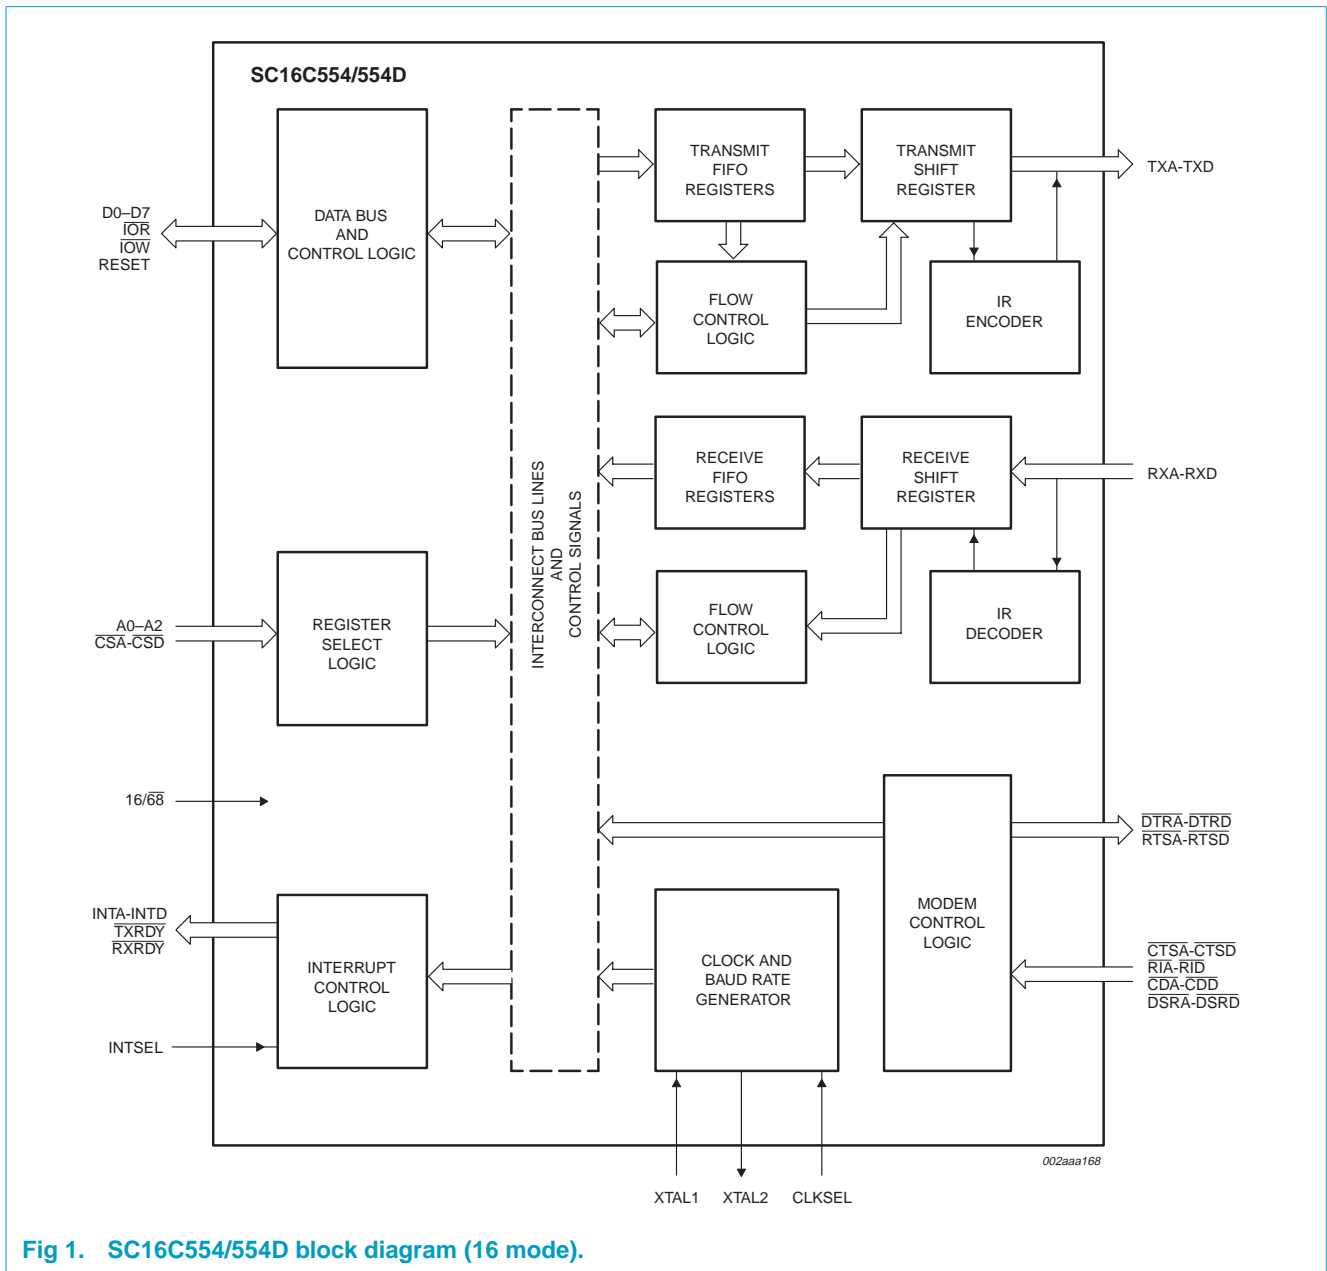 SC16C554/554D
D0–D7
IOR
IOW
RESET
DATA BUS
AND
CONTROL LOGIC
TRANSMIT
FIFO
REGISTERS
TRANSMIT
SHIFT
REGISTER
TXA-TXD
FLOW
CONTROL
LOGIC
IR
ENCODER
INTERCONNECT BUS LINES
AND
CONTROL SIGNALS
RECEIVE
FIFO
REGISTERS
RECEIVE
SHIFT
REGISTER
RXA-RXD
A0–A2
CSA-CSD
REGISTER
SELECT
LOGIC
FLOW
CONTROL
LOGIC
IR
DECODER
16/68
DTRA-DTRD
RTSA-RTSD
INTA-INTD
TXRDY
RXRDY
INTERRUPT
CONTROL
LOGIC
INTSEL
CLOCK AND
BAUD RATE
GENERATOR
MODEM
CONTROL
LOGIC
CTSA-CTSD
RIA-RID
CDA-CDD
DSRA-DSRD
XTAL1 XTAL2 CLKSEL
002aaa168
Fig 1. SC16C554/554D block diagram (16 mode).